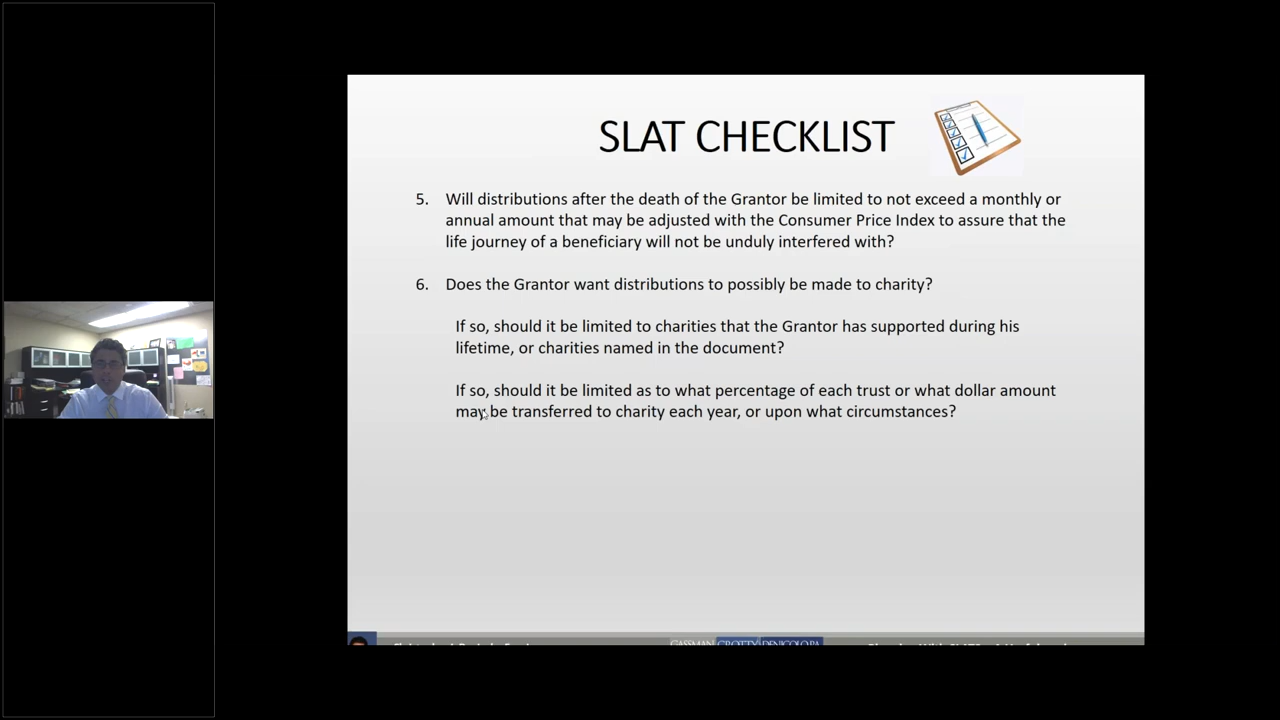 SLAT CHECKLIST
5. Will distributions after the death of the Grantor be limited to not exceed a monthly or
annual amount that may be adjusted with the Consumer Price Index to assure that the
life journey of a beneficiary will not be unduly interfered with?
6. Does the Grantor want distributions to possibly be made to charity?
If so, should it be limited to charities that the Grantor has supported during his
lifetime, or charities named in the document?
If so, should it be limited as to what percentage of each trust or what dollar amount
may be transferred to charity each year, or upon what circumstances?
GASSMAN CROTTY DENICOLO PA